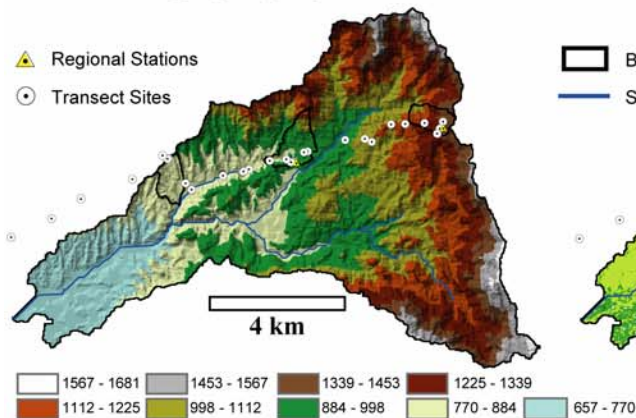 Regional Stations
B
Transect Sites
S
4 km
1567 - 1681
1453 - 1567
1339 - 1453
1225 - 1339
1112 - 1225
998 - 1112
884 - 998
770 - 884
657 - 770